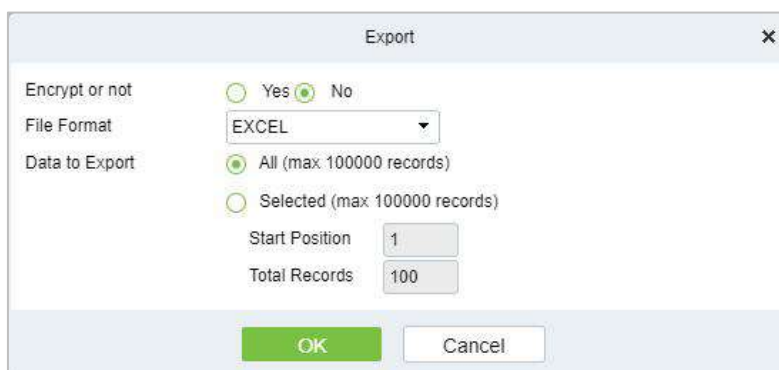 Export
Encrypt or not Yes No
File Format EXCEL
Data to Export All (max 100000 records)
Selected (max 100000 records)
Start Position 1
Total Records 100
OK Cancel